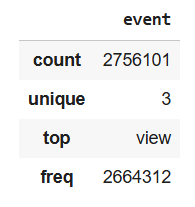 event
count 2756101
unique 3
top view
freq 2664312